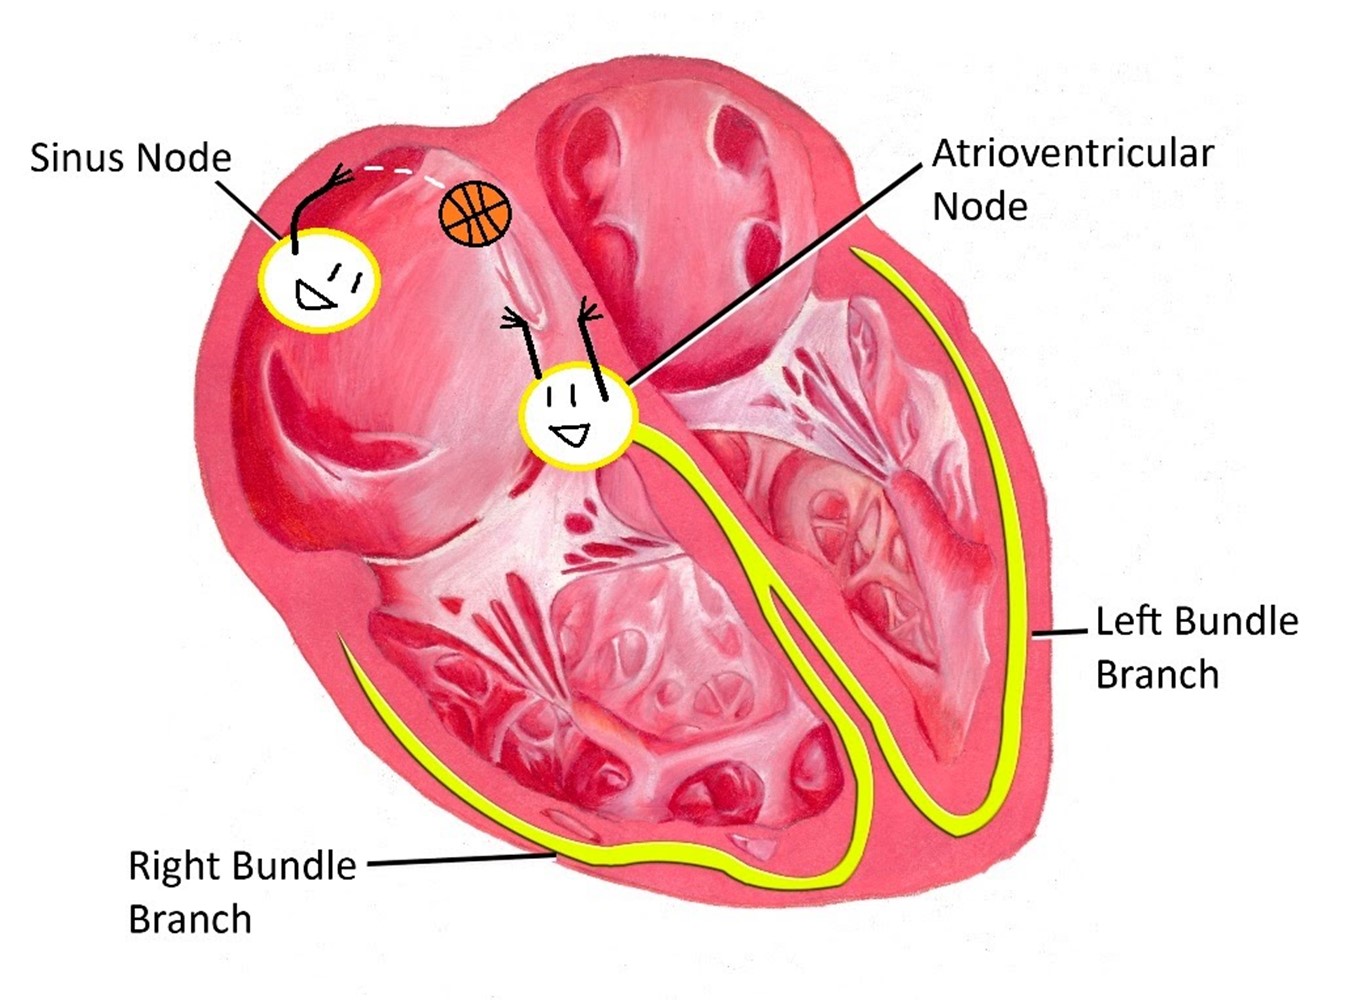 Sinus Node
Atrioventricular
Node
Left Bundle
Branch
Right Bundle
Branch